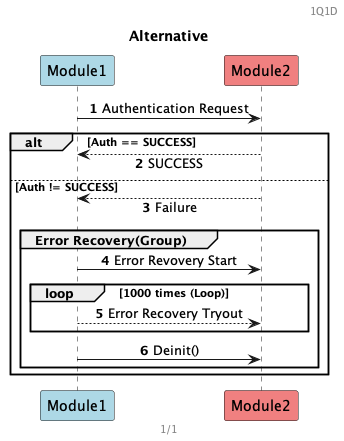 1Q1D
Alternative
Module1 Module2
1 Authentication Request
alt [Auth == SUCCESS]
2 SUCCESS
[Auth != SUCCESS]
3 Failure
Error Recovery(Group)
4 Error Revovery Start
loop [1000 times (Loop)]
5 Error Recovery Tryout
6 Deinit()
Module1 Module2
1/1